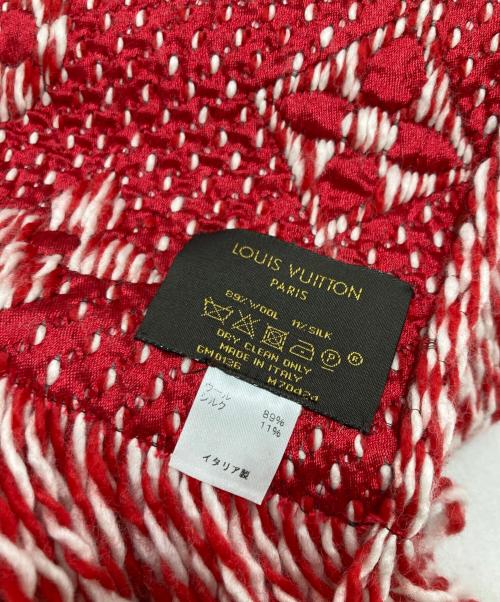 LOUIS VUITTON
PARIS
89% WOOL 11% SILK
P ®
DRY CLEAN ONLY
MADE IN ITALY
GM0136 M70424
ウール 89%
シルク 11%
イタリア製